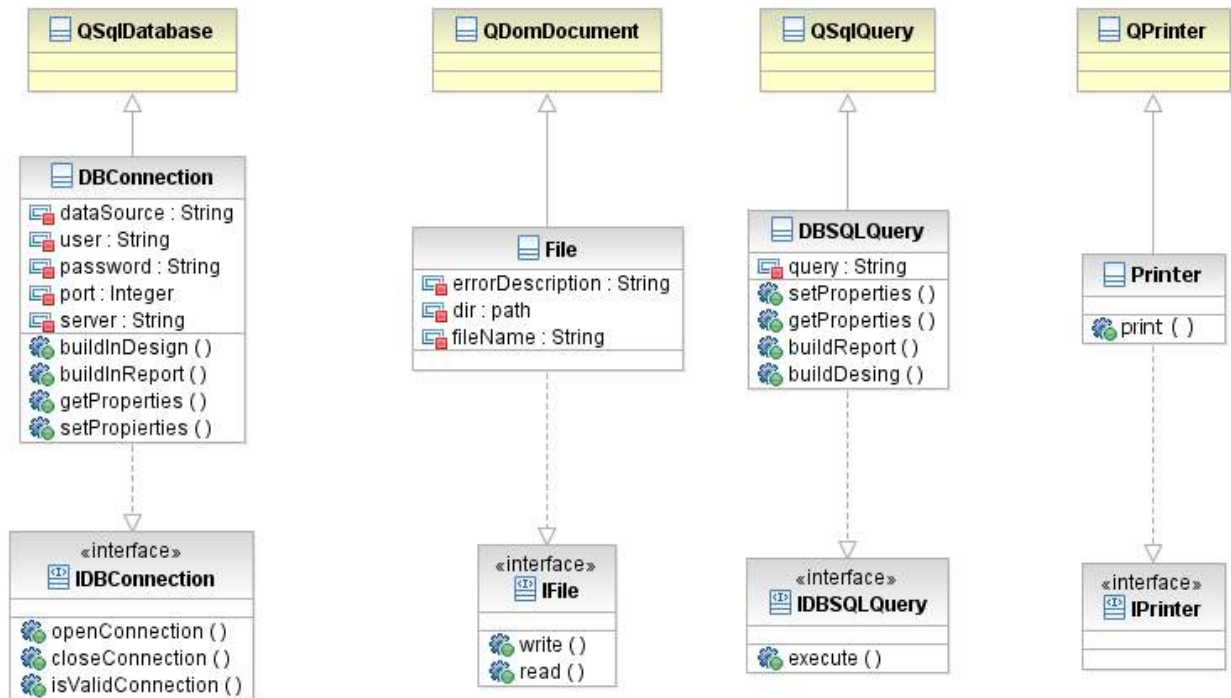 QSqlDatabase
QDomDocument
QSqlQuery
QPrinter
DBConnection
dataSource : String
user : String
password : String
port : Integer
server : String
buildInDesign ( )
buildInReport ( )
getProperties ( )
setPropierties ( )
File
errorDescription : String
dir : path
fileName : String
DBSQLQuery
query : String
setProperties ( )
getProperties ( )
buildReport ( )
buildDesing ( )
Printer
print ( )
«interface»
IDBConnection
openConnection ( )
closeConnection ( )
isValidConnection ( )
«interface»
IFile
write ( )
read ( )
«interface»
IDBSQLQuery
execute ( )
«interface»
IPrinter